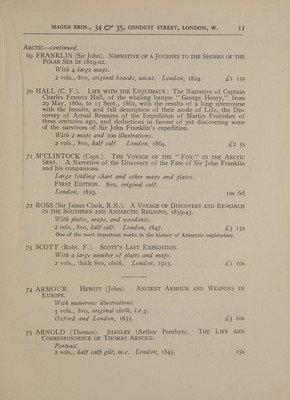 MAGGS BROS., 34 & 35, CONDUIT STREET, LONDON, W. 11
ARCTIC—continued.
69 FRANKLIN (Sir John). NARRATIVE OF A JOURNEY TO THE SHORES OF THE
POLAR SEA IN 1819-22.
With 4 large maps.
2 vols., 8vo, original boards, uncut. London, 1824. £1 15s
70 HALL (C. F.). LIFE WITH THE ESQUIMAUX: The Narrative of Captain
Charles Francis Hall, of the whaling barque "George Henry," from
29 May, 1860, to 13 Sept., 1862, with the results of a long intercourse
with the Innuits, and full description of their mode of Life, the Dis-
covery of Actual Remains of the Expedition of Martin Frobisher of
three centuries ago, and deductions in favour of yet discovering some
of the survivors of Sir John Franklin's expedition.
With 2 maps and 100 illustrations.
2 vols., 8vo, half calf. London, 1864. £2 5s
71 M'CLINTOCK (Capt.). THE VOYAGE OF THE "FOX" IN THE ARCTIC
SEAS. A Narrative of the Discovery of the Fate of Sir John Franklin
and his companions.
Large folding chart and other maps and plates.
FIRST EDITION. 8vo, original calf.
London, 1859. 10s 6d
72 ROSS (Sir James Clark, R.N.). A VOYAGE OF DISCOVERY AND RESEARCH
IN THE SOUTHERN AND ANTARCTIC REGIONS, 1839-43.
With plates, maps, and woodcuts.
2 vols., 8vo, half calf. London, 1847. £3 15s
One of the most important works in the history of Antarctic exploration.
73 SCOTT (Robt. F.). SCOTT'S LAST EXPEDITION.
With a large number of plates and maps.
2 vols., thick 8vo, cloth. London, 1913. £1 10s
74 ARMOUR. HEWITT (John). ANCIENT ARMOUR AND WEAPONS IN
EUROPE.
With numerous illustrations.
3 vols., 8vo, original cloth, t.e.g.
Oxford and London, 1855. £5 10s
75 ARNOLD (Thomas). STANLEY (Arthur Penrhyn). THE LIFE AND
CORRESPONDENCE OF THOMAS ARNOLD.
Portrait.
2 vols., half calf gilt, m.e. London, 1845. 15s